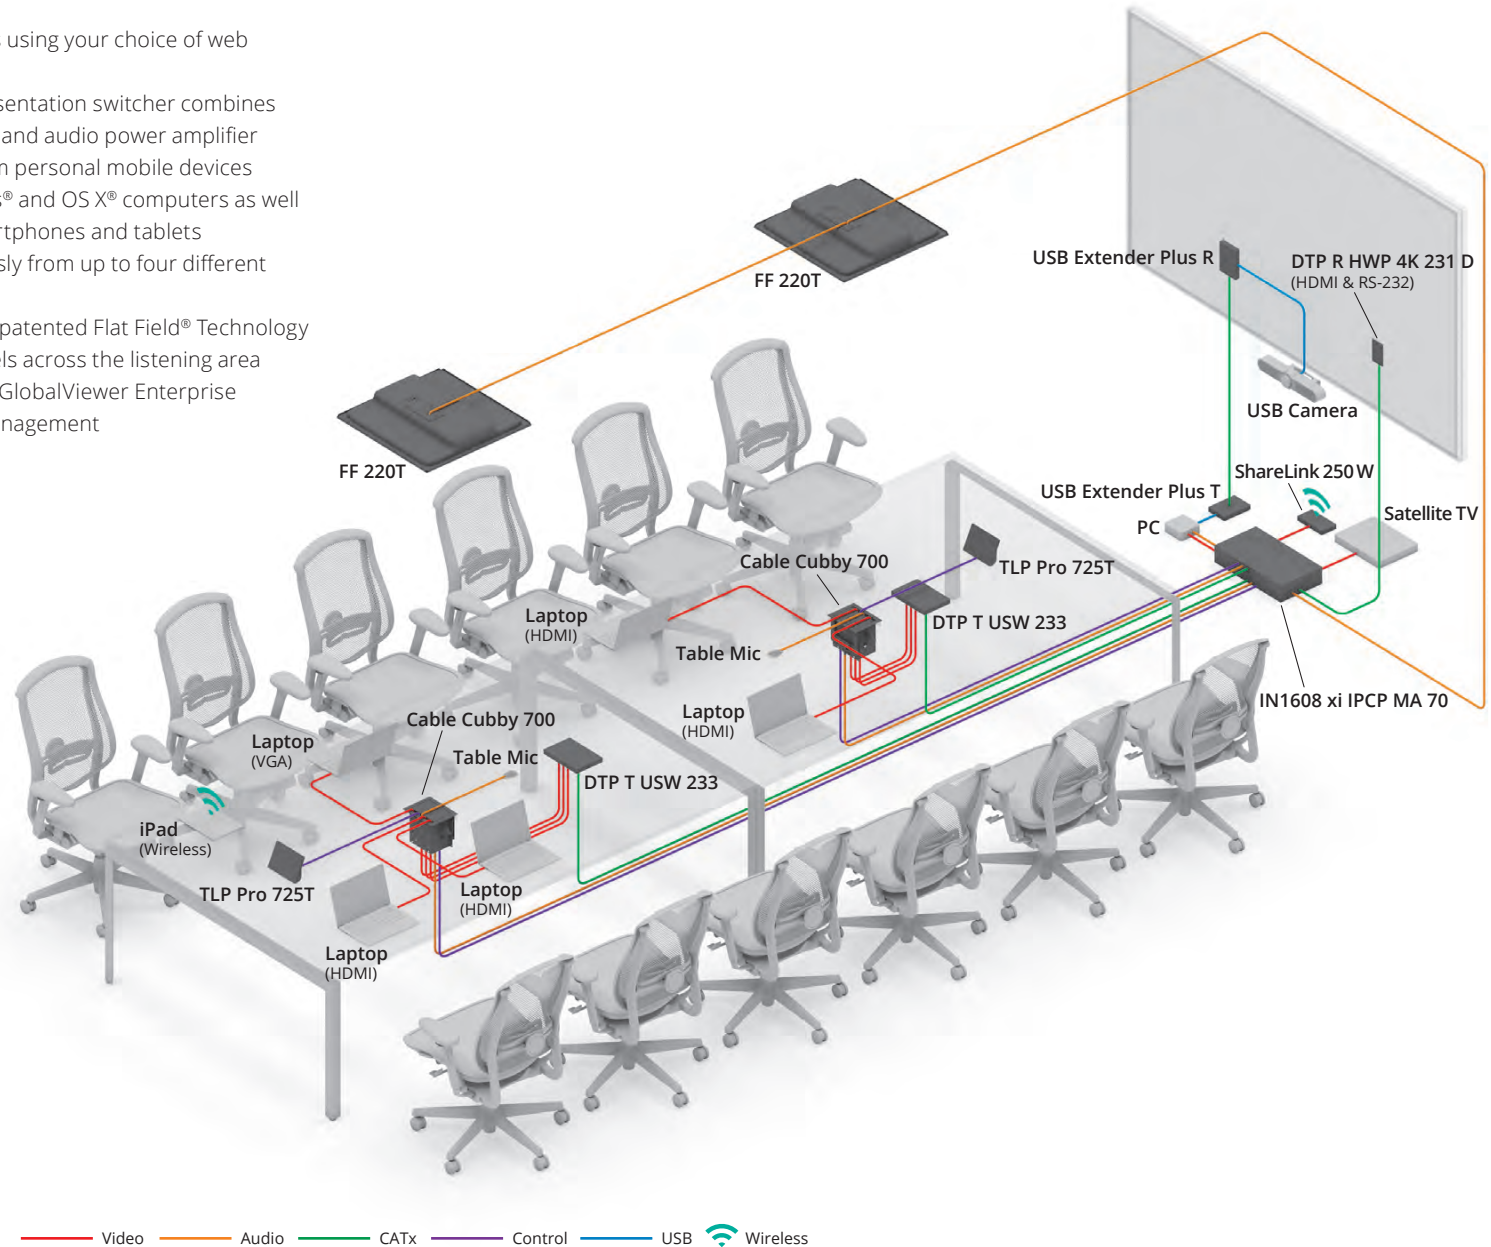 using your choice of web
sentation switcher combines
and audio power amplifier
personal mobile devices
® and OS X® computers as well
rtphones and tablets
sly from up to four different
patented Flat Field® Technology
els across the listening area
GlobalViewer Enterprise
nagement
FF 220T
FF 220T
USB Extender Plus R
DTP R HWP 4K 231 D
(HDMI & RS-232)
USB Camera
ShareLink 250 W
USB Extender Plus T
PC
Satellite TV
Cable Cubby 700
TLP Pro 725T
Laptop
(HDMI)
DTP T USW 233
Table Mic
IN1608 xi IPCP MA 70
Laptop
(HDMI)
Cable Cubby 700
Laptop
(VGA)
Table Mic
DTP T USW 233
iPad
(Wireless)
TLP Pro 725T
Laptop
(HDMI)
Laptop
(HDMI)
Video Audio CATx Control USB Wireless